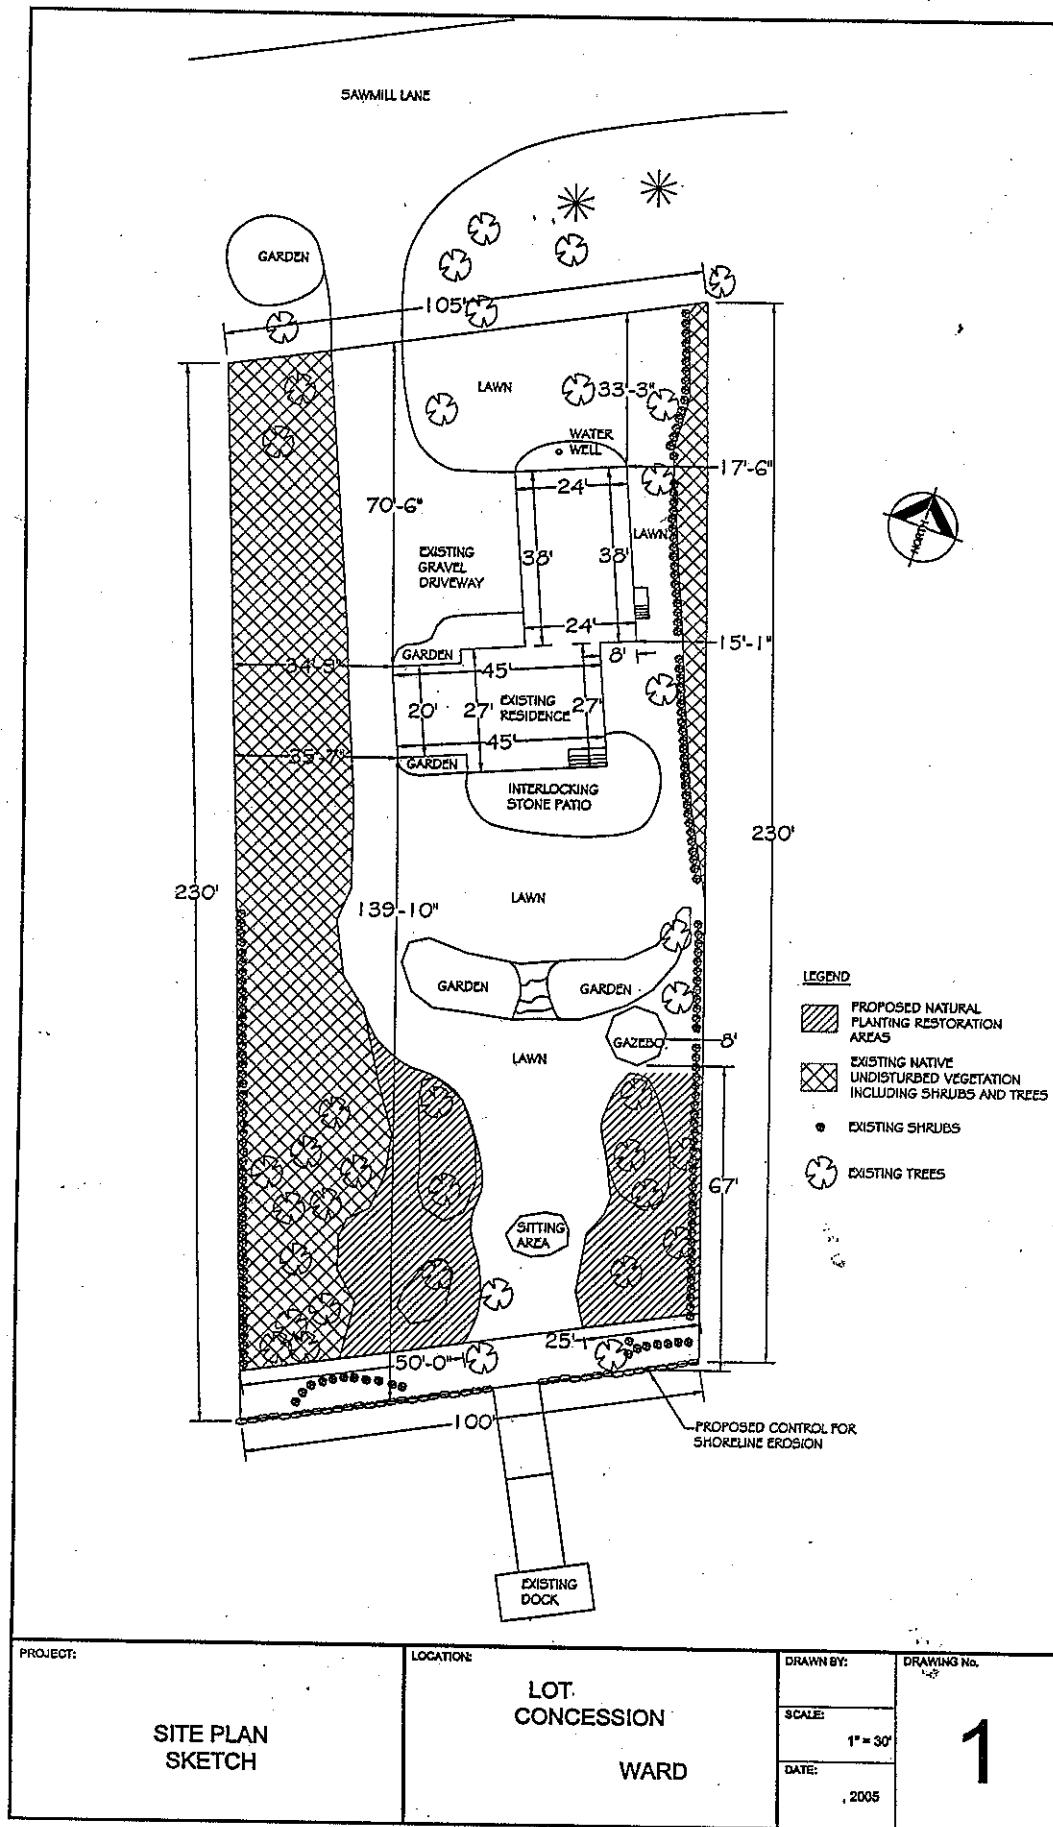 SAWMILL LANE
GARDEN
105'
LAWN
33'-3"
WATER
WELL
17'-6"
24'
70'-6"
NORTH
LAWN
EXISTING
GRAVEL
DRIVEWAY
38'
38'
24'
15'-1"
GARDEN
8'
34'-9"
45'
20'
27'
EXISTING
RESIDENCE
27'
45'
35'-7"
GARDEN
INTERLOCKING
STONE PATIO
230'
230'
LAWN
139'-10"
GARDEN
GARDEN
GAZEBO
8'
LAWN
LEGEND
PROPOSED NATURAL
PLANTING RESTORATION
AREAS
EXISTING NATIVE
UNDISTURBED VEGETATION
INCLUDING SHRUBS AND TREES
EXISTING SHRUBS
EXISTING TREES
67'
SITTING
AREA
25'
50'-0"
100'
PROPOSED CONTROL FOR
SHORELINE EROSION
EXISTING
DOCK
PROJECT:
SITE PLAN
SKETCH
LOCATION:
LOT
CONCESSION
WARD
DRAWN BY:
SCALE:
1" = 30'
DATE:
, 2005
DRAWING No.
1